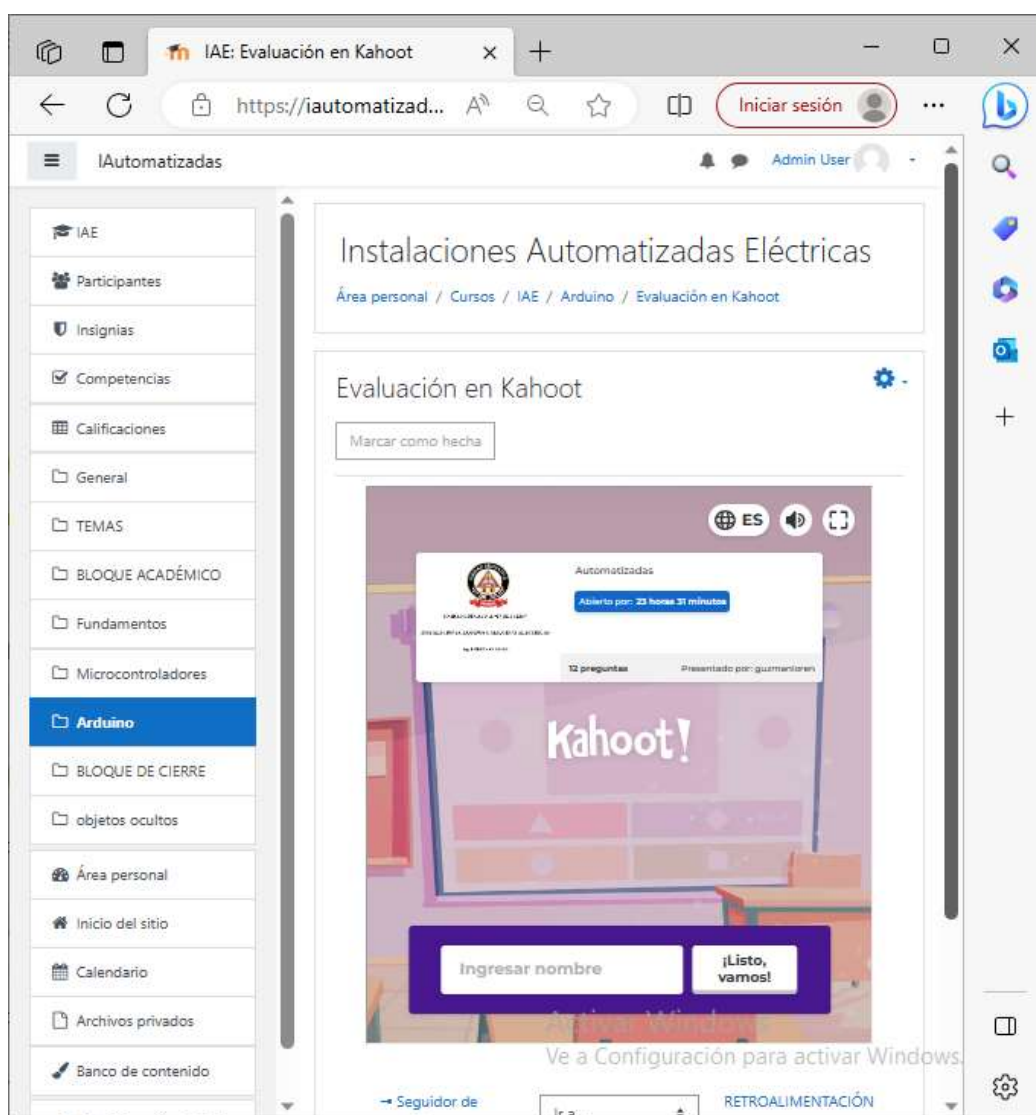 IAE: Evaluación en Kahoot
https://iautomatizad...
Iniciar sesión
IAutomatizadas
Admin User
IAE
Participantes
Insignias
Competencias
Calificaciones
General
TEMAS
BLOQUE ACADÉMICO
Fundamentos
Microcontroladores
Arduino
BLOQUE DE CIERRE
objetos ocultos
Área personal
Inicio del sitio
Calendario
Archivos privados
Banco de contenido
Instalaciones Automatizadas Eléctricas
Área personal / Cursos / IAE / Arduino / Evaluación en Kahoot
Evaluación en Kahoot
Marcar como hecha
ES
Automatizadas
Abierto por: 23 horas 31 minutos
12 preguntas
Presentado por: guzmanloren
Kahoot!
Ingresar nombre
¡Listo,
vamos!
Activar Windows
Ve a Configuración para activar Windows.
Seguidor de
Ir a...
RETROALIMENTACIÓN